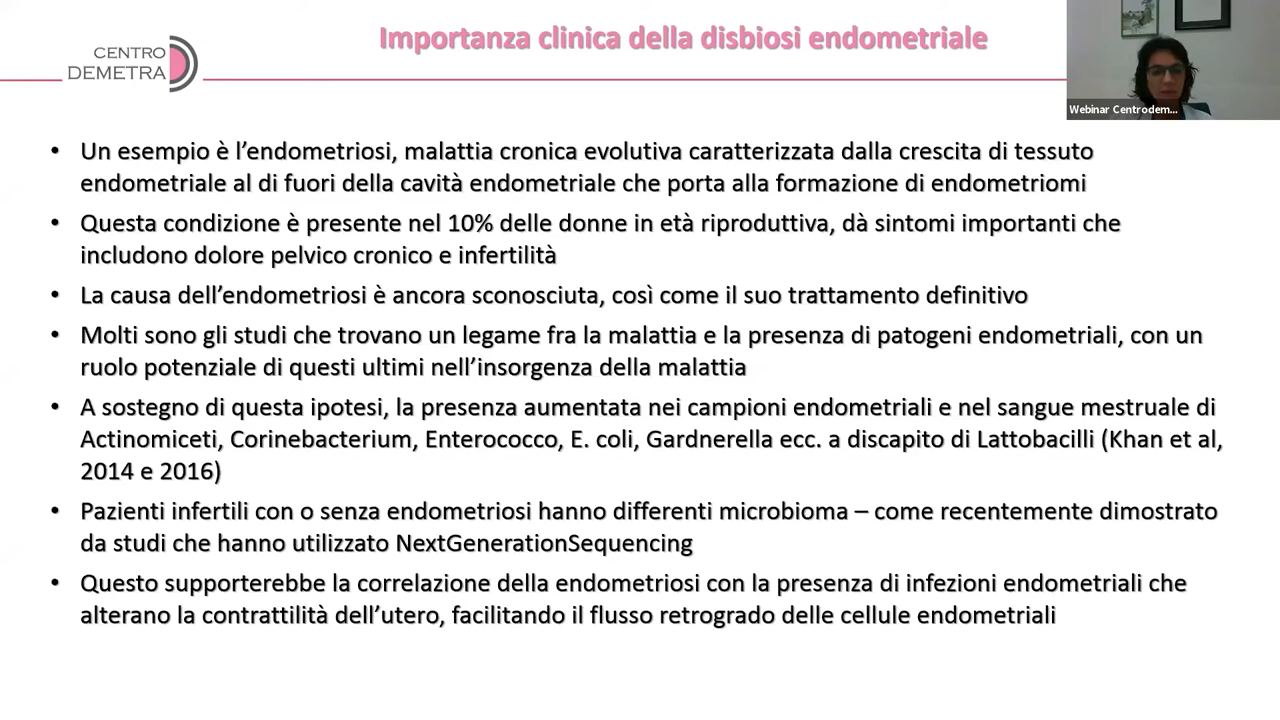 Importanza clinica della disbiosi endometriale
CENTRO
DEMETRA
Webinar Centrodem...
• Un esempio è l’endometriosi, malattia cronica evolutiva caratterizzata dalla crescita di tessuto
endometriale al di fuori della cavità endometriale che porta alla formazione di endometriomi
• Questa condizione è presente nel 10% delle donne in età riproduttiva, dà sintomi importanti che
includono dolore pelvico cronico e infertilità
• La causa dell’endometriosi è ancora sconosciuta, così come il suo trattamento definitivo
• Molti sono gli studi che trovano un legame fra la malattia e la presenza di patogeni endometriali, con un
ruolo potenziale di questi ultimi nell’insorgenza della malattia
• A sostegno di questa ipotesi, la presenza aumentata nei campioni endometriali e nel sangue mestruale di
Actinomiceti, Corinebacterium, Enterococco, E. coli, Gardnerella ecc. a discapito di Lattobacilli (Khan et al,
2014 e 2016)
• Pazienti infertili con o senza endometriosi hanno differenti microbioma – come recentemente dimostrato
da studi che hanno utilizzato NextGenerationSequencing
• Questo supporterebbe la correlazione della endometriosi con la presenza di infezioni endometriali che
alterano la contrattilità dell’utero, facilitando il flusso retrogrado delle cellule endometriali